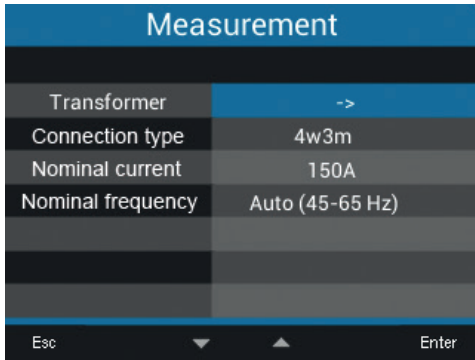 Measurement
Transformer ->
Connection type 4w3m
Nominal current 150A
Nominal frequency Auto (45-65 Hz)
Esc Enter